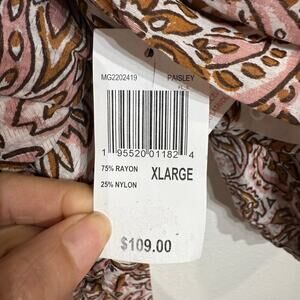 MG2202419 PAISLEY
1 95520 01182 4
75% RAYON XLARGE
25% NYLON
$109.00